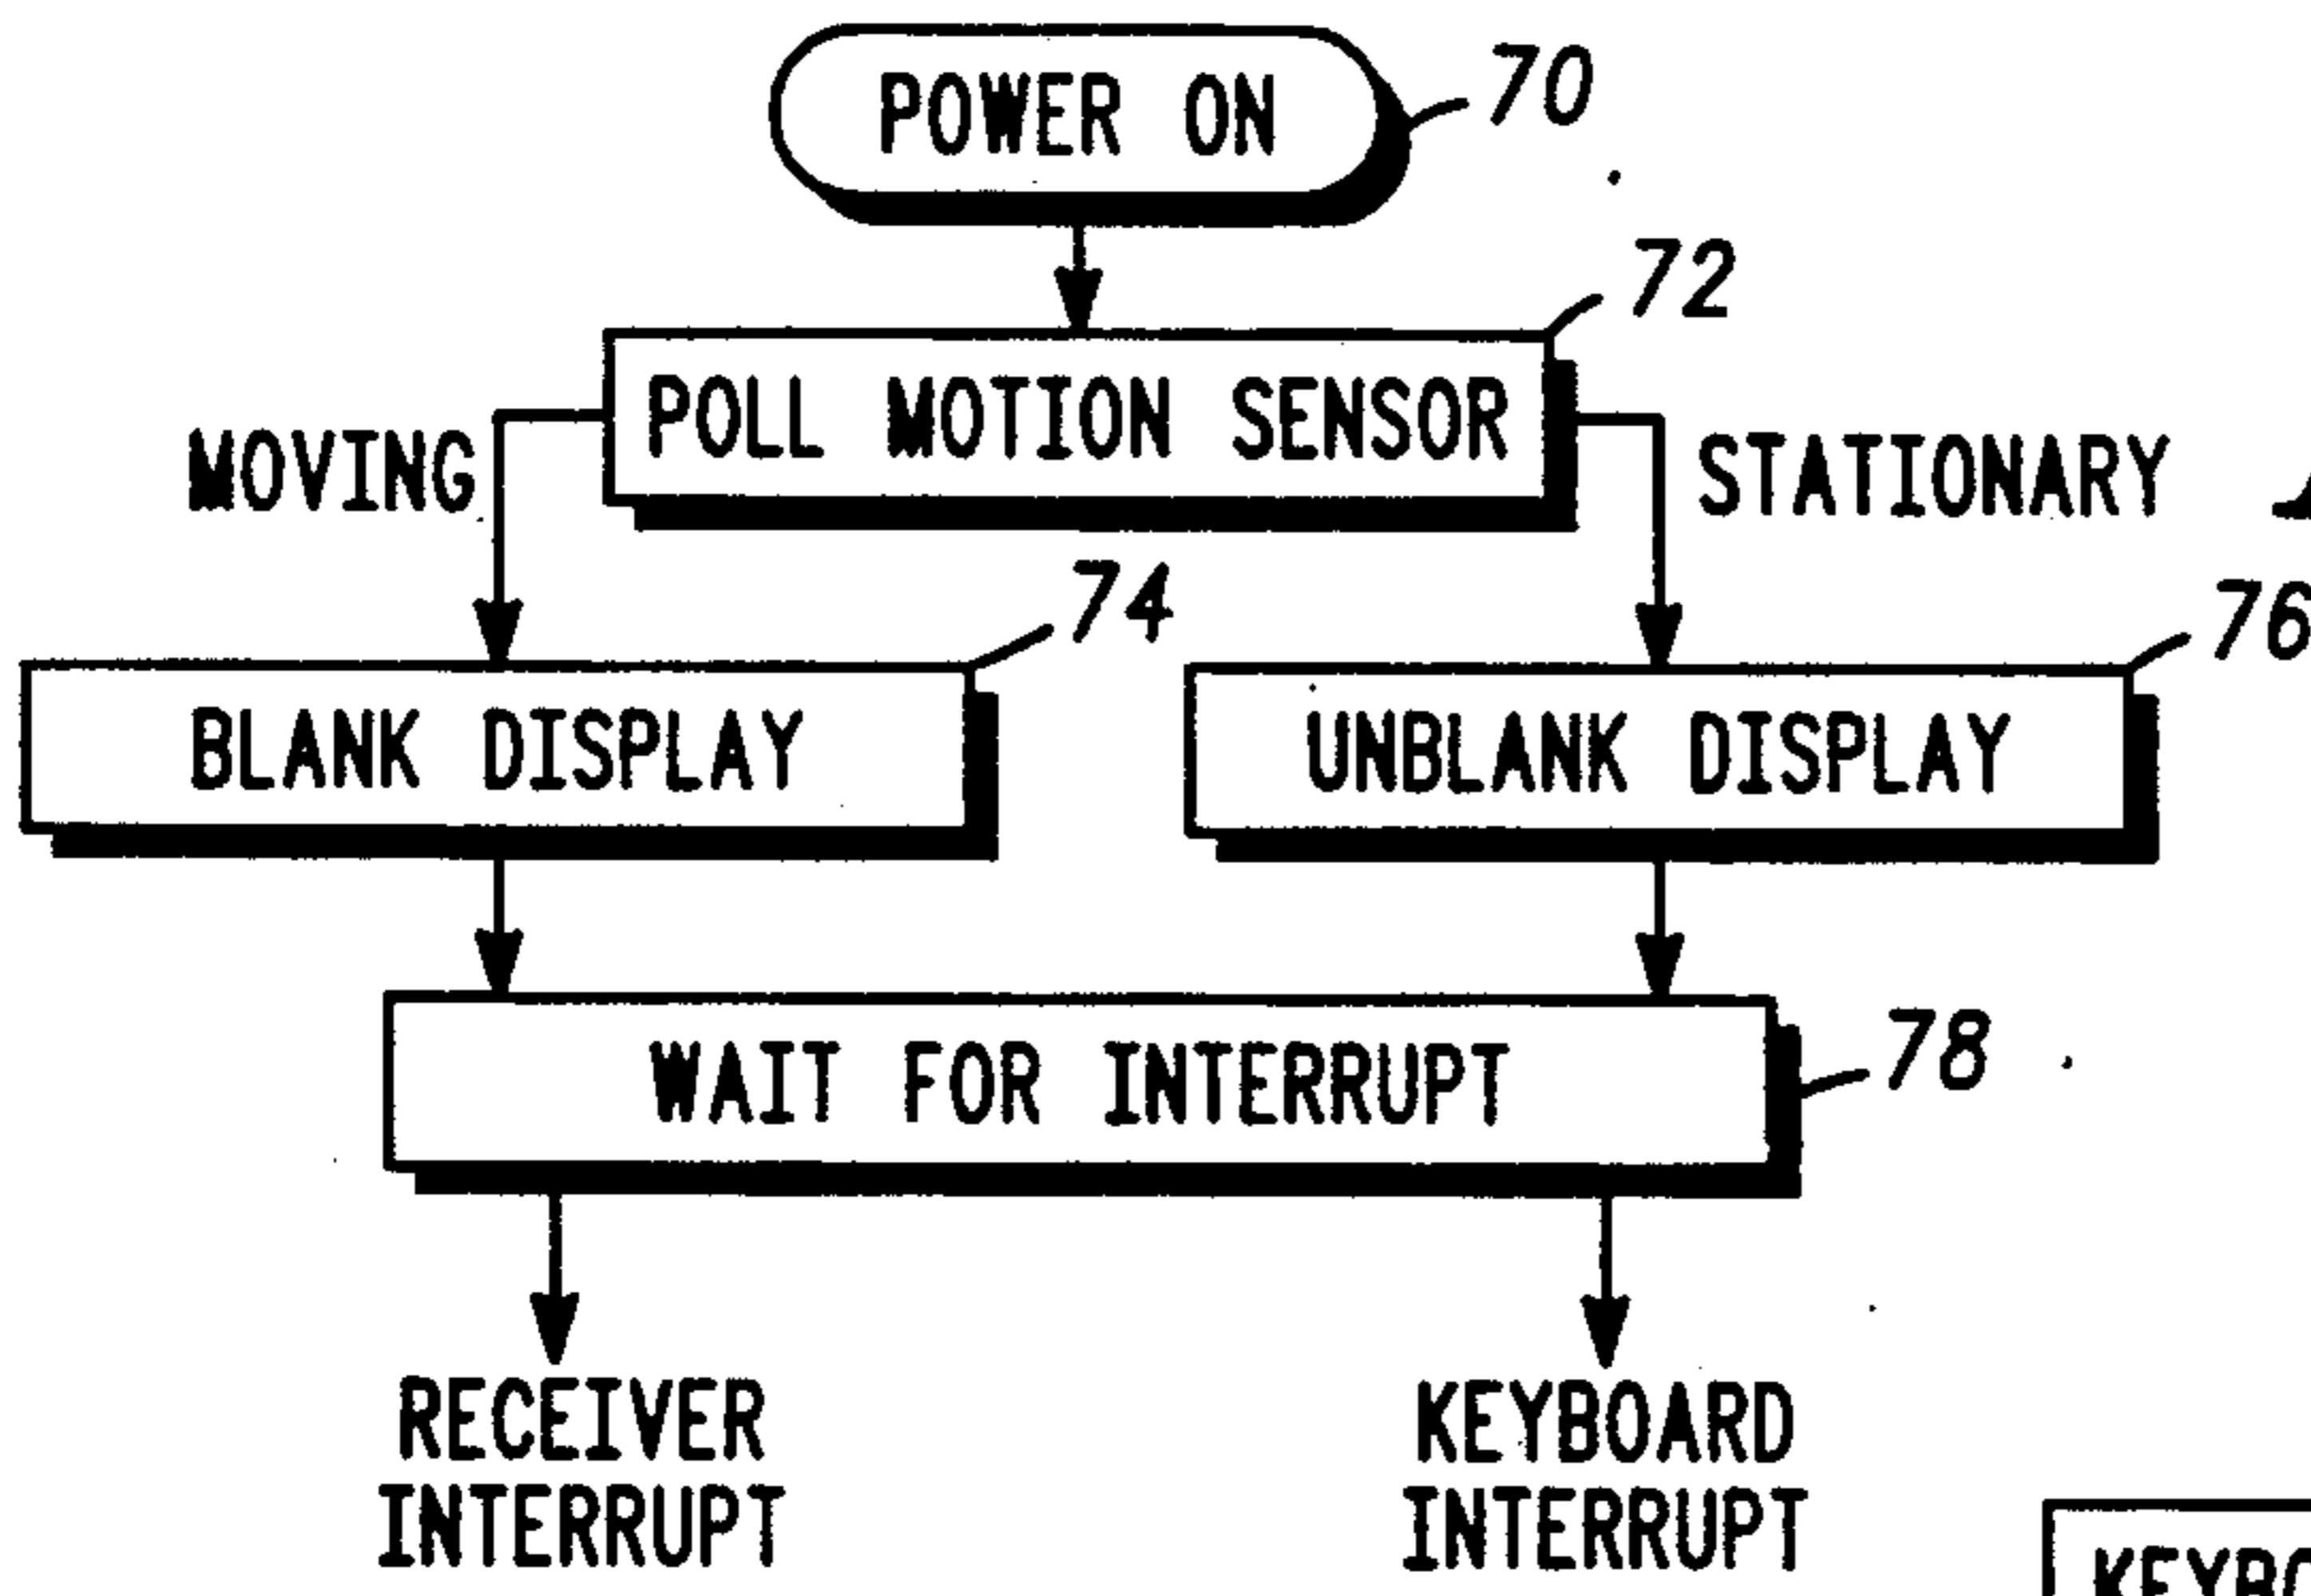 POWER ON
70
72
POLL MOTION SENSOR
MOVING
STATIONARY
74
76
BLANK DISPLAY
UNBLANK DISPLAY
WAIT FOR INTERRUPT
78
RECEIVER
INTERRUPT
KEYBOARD
INTERRUPT